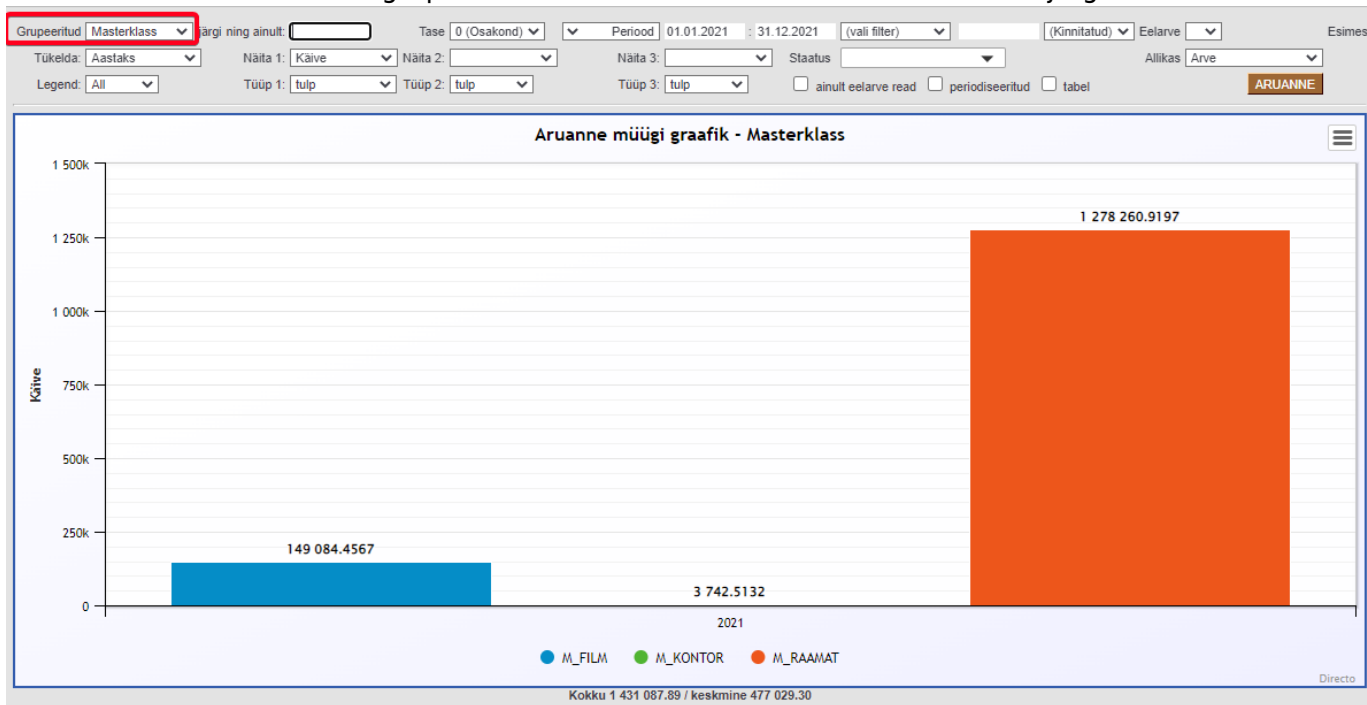 Grupeeritud Masterklass järgi ning ainult: Tase 0 (Osakond) Periood 01.01.2021 : 31.12.2021 (vali filter) (Kinnitatud) Eelarve Esimes
Tükelda: Aastaks Näita 1: Käive Näita 2: Näita 3: Staatus Allikas Arve
Legend: All Tüüp 1: tulp Tüüp 2: tulp Tüüp 3: tulp ainult eelarve read periodiseeritud tabel ARUANNE
Aruanne müügi graafik - Masterklass
1 500k
1 278 260.9197
1 250k
1 000k
Käive
750k
500k
250k
149 084.4567
3 742.5132
0
2021
M_FILM M_KONTOR M_RAAMAT
Directo
Kokku 1 431 087.89 / keskmine 477 029.30